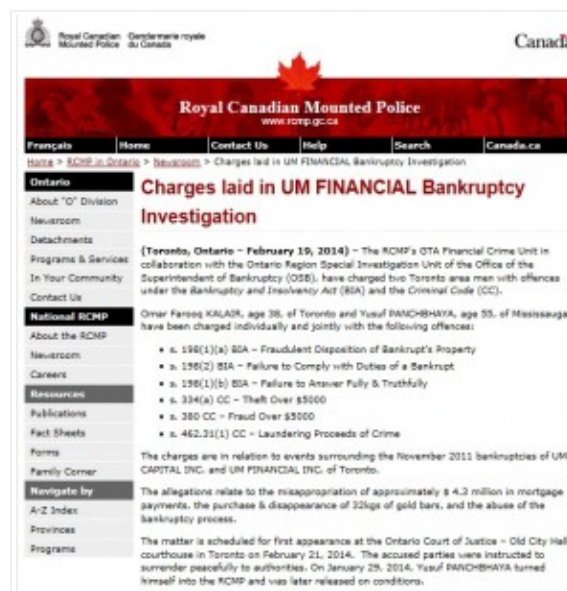 Royal Canadian Gendarmerie royale
Mounted Police du Canada
Canada
Royal Canadian Mounted Police
www.rcmp.gc.ca
Français Home Contact Us Help Search Canada.ca
Home > RCMP in Ontario > Newsroom > Charges laid in UM FINANCIAL Bankruptcy Investigation
Ontario
About "O" Division
Newsroom
Detachments
Programs & Services
In Your Community
Contact Us
National RCMP
About the RCMP
Newsroom
Careers
Resources
Publications
Fact Sheets
Forms
Family Corner
Navigate by
A-Z Index
Provinces
Programs
Charges laid in UM FINANCIAL Bankruptcy
Investigation
(Toronto, Ontario – February 19, 2014) – The RCMP's GTA Financial Crime Unit in
collaboration with the Ontario Region Special Investigation Unit of the Office of the
Superintendent of Bankruptcy (OSB), have charged two Toronto area men with offences
under the Bankruptcy and Insolvency Act (BIA) and the Criminal Code (CC).
Omar Farooq KALAIR, age 38, of Toronto and Yusuf PANCHBHAYA, age 55, of Mississauga
have been charged individually and jointly with the following offences:
• s. 198(1)(a) BIA – Fraudulent Disposition of Bankrupt's Property
• s. 198(2) BIA – Failure to Comply with Duties of a Bankrupt
• s. 198(1)(b) BIA – Failure to Answer Fully & Truthfully
• s. 334(a) CC – Theft Over $5000
• s. 380 CC – Fraud Over $5000
• s. 462.31(1) CC – Laundering Proceeds of Crime
The charges are in relation to events surrounding the November 2011 bankruptcies of UM
CAPITAL INC. and UM FINANCIAL INC. of Toronto.
The allegations relate to the misappropriation of approximately $ 4.3 million in mortgage
payments, the purchase & disappearance of 32kgs of gold bars, and the abuse of the
bankruptcy process.
The matter is scheduled for first appearance at the Ontario Court of Justice – Old City Hall
courthouse in Toronto on February 21, 2014. The accused parties were instructed to
surrender peacefully to authorities. On January 29, 2014, Yusuf PANCHBHAYA turned
himself into the RCMP and was later released on conditions.